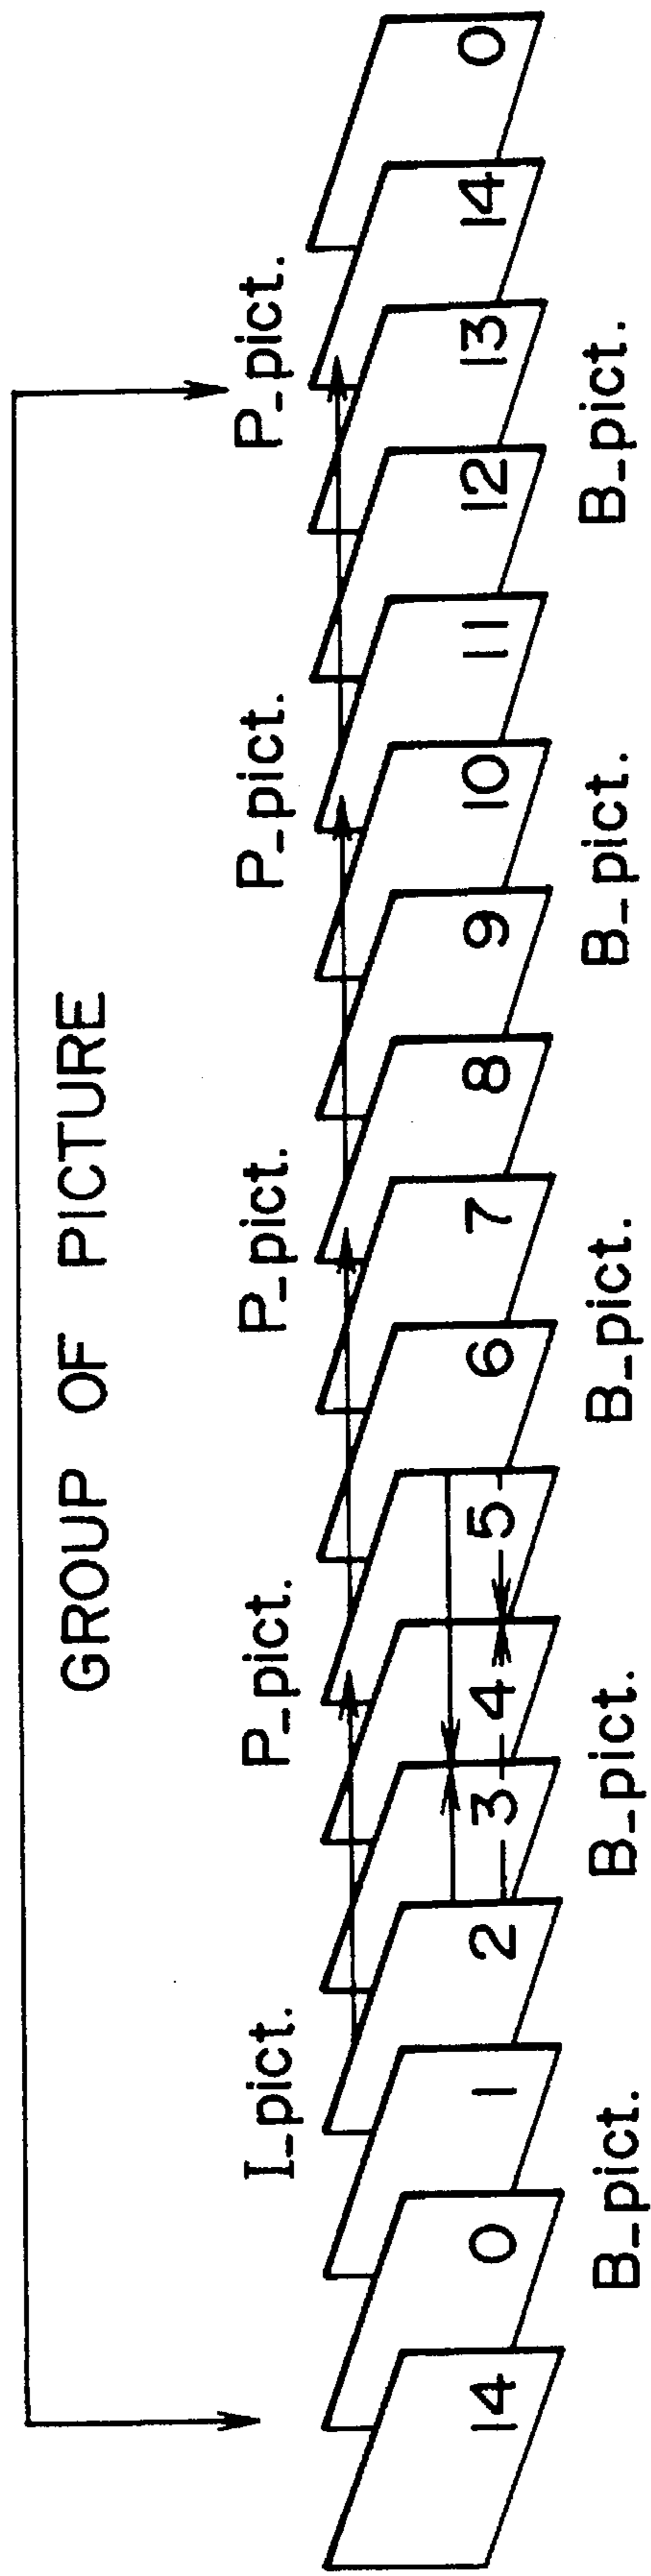 GROUP OF PICTURE
I_pict. P_pict. P_pict. P_pict. P_pict.
14 0 1 2 3 4 5 6 7 8 9 10 11 12 13 14 0
B_pict. B_pict. B_pict. B_pict. B_pict.